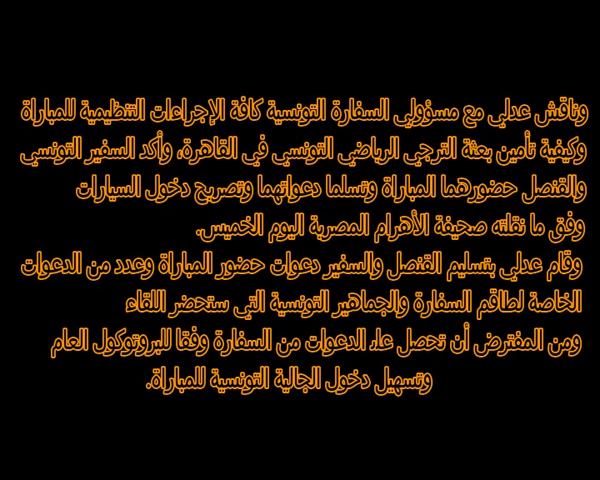 وناقش عدلي مع مسؤولي السفارة التونسية كافة الإجراءات التنظيمية للمباراة
وكيفية تأمين بعثة الترجي الرياضي التونسي في القاهرة، وأكد السفير التونسي
والقنصل حضورهما المباراة وتسلما دعواتهما وتصريح دخول السيارات
وفق ما نقلته صحيفة الأهرام المصرية اليوم الخميس.
وقام عدلي بتسليم القنصل والسفير دعوات حضور المباراة وعدد من الدعوات
الخاصة لطاقم السفارة والجماهير التونسية التي ستحضر اللقاء
ومن المفترض أن تحصل على الدعوات من السفارة وفقا للبروتوكول العام
وتسهيل دخول الجالية التونسية للمباراة.